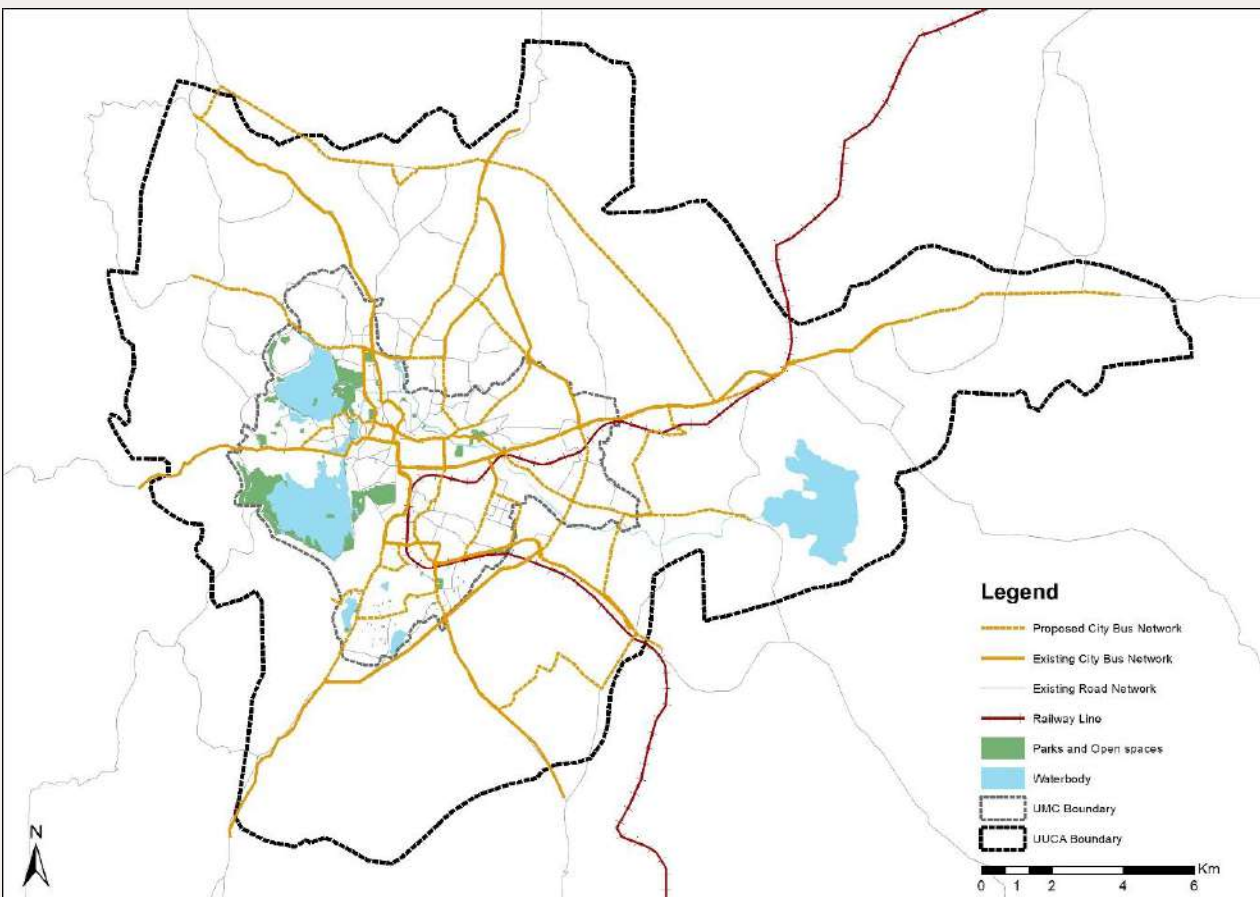 Legend
Proposed City Bus Network
Existing City Bus Network
Existing Road Network
Railway Line
Parks and Open spaces
Waterbody
UMC Boundary
UUCA Boundary
N
Km
0 1 2 4 6